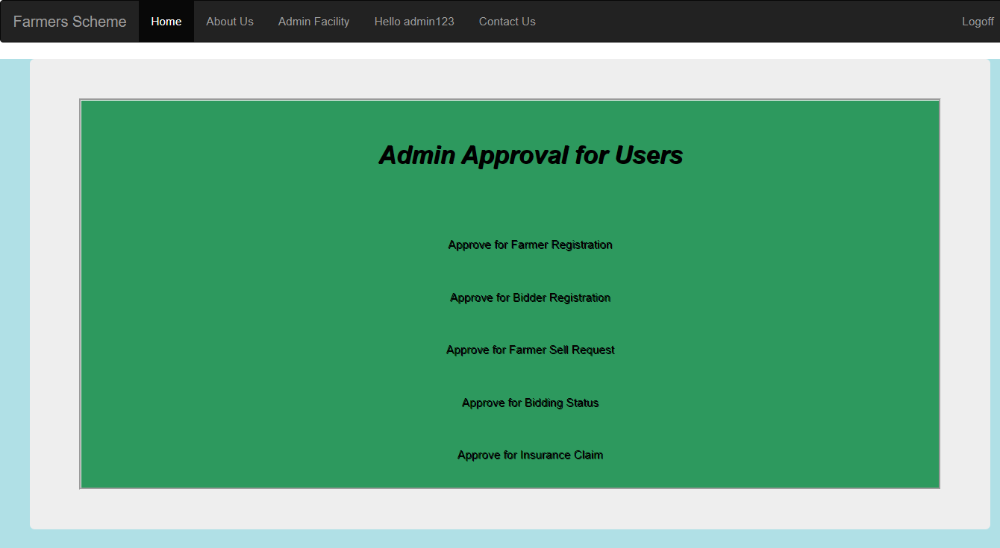 Farmers Scheme Home About Us Admin Facility Hello admin123 Contact Us Logoff
Admin Approval for Users
Approve for Farmer Registration
Approve for Bidder Registration
Approve for Farmer Sell Request
Approve for Bidding Status
Approve for Insurance Claim